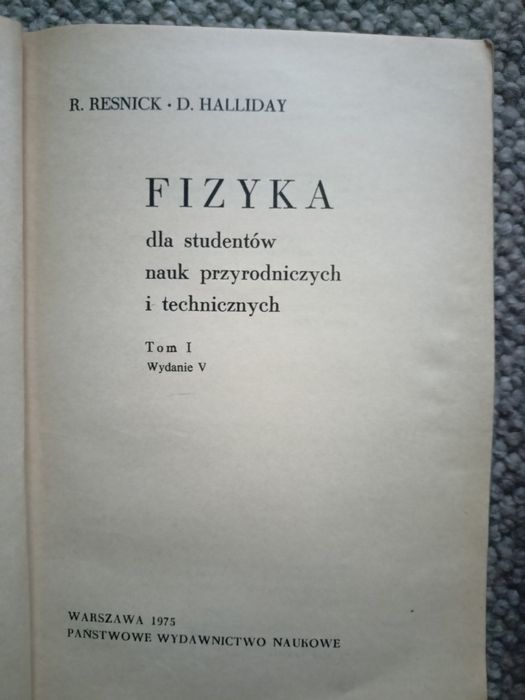 R. RESNICK • D. HALLIDAY
FIZYKA
dla studentów
nauk przyrodniczych
i technicznych
Tom I
Wydanie V
WARSZAWA 1975
PAŃSTWOWE WYDAWNICTWO NAUKOWE